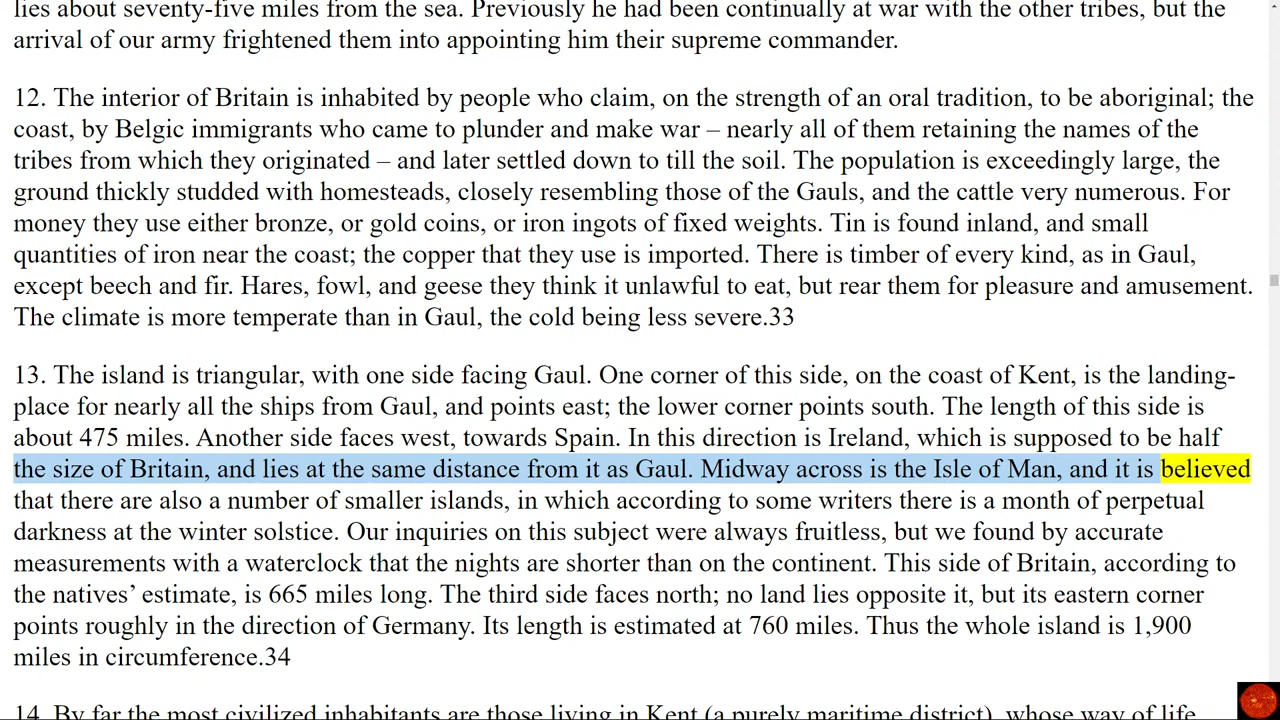 lies about seventy-five miles from the sea. Previously he had been continually at war with the other tribes, but the
arrival of our army frightened them into appointing him their supreme commander.
12. The interior of Britain is inhabited by people who claim, on the strength of an oral tradition, to be aboriginal; the
coast, by Belgic immigrants who came to plunder and make war – nearly all of them retaining the names of the
tribes from which they originated – and later settled down to till the soil. The population is exceedingly large, the
ground thickly studded with homesteads, closely resembling those of the Gauls, and the cattle very numerous. For
money they use either bronze, or gold coins, or iron ingots of fixed weights. Tin is found inland, and small
quantities of iron near the coast; the copper that they use is imported. There is timber of every kind, as in Gaul,
except beech and fir. Hares, fowl, and geese they think it unlawful to eat, but rear them for pleasure and amusement.
The climate is more temperate than in Gaul, the cold being less severe.33
13. The island is triangular, with one side facing Gaul. One corner of this side, on the coast of Kent, is the landing-
place for nearly all the ships from Gaul, and points east; the lower corner points south. The length of this side is
about 475 miles. Another side faces west, towards Spain. In this direction is Ireland, which is supposed to be half
the size of Britain, and lies at the same distance from it as Gaul. Midway across is the Isle of Man, and it is believed
that there are also a number of smaller islands, in which according to some writers there is a month of perpetual
darkness at the winter solstice. Our inquiries on this subject were always fruitless, but we found by accurate
measurements with a waterclock that the nights are shorter than on the continent. This side of Britain, according to
the natives’ estimate, is 665 miles long. The third side faces north; no land lies opposite it, but its eastern corner
points roughly in the direction of Germany. Its length is estimated at 760 miles. Thus the whole island is 1,900
miles in circumference.34
14. By far the most civilized inhabitants are those living in Kent (a purely maritime district), whose way of life